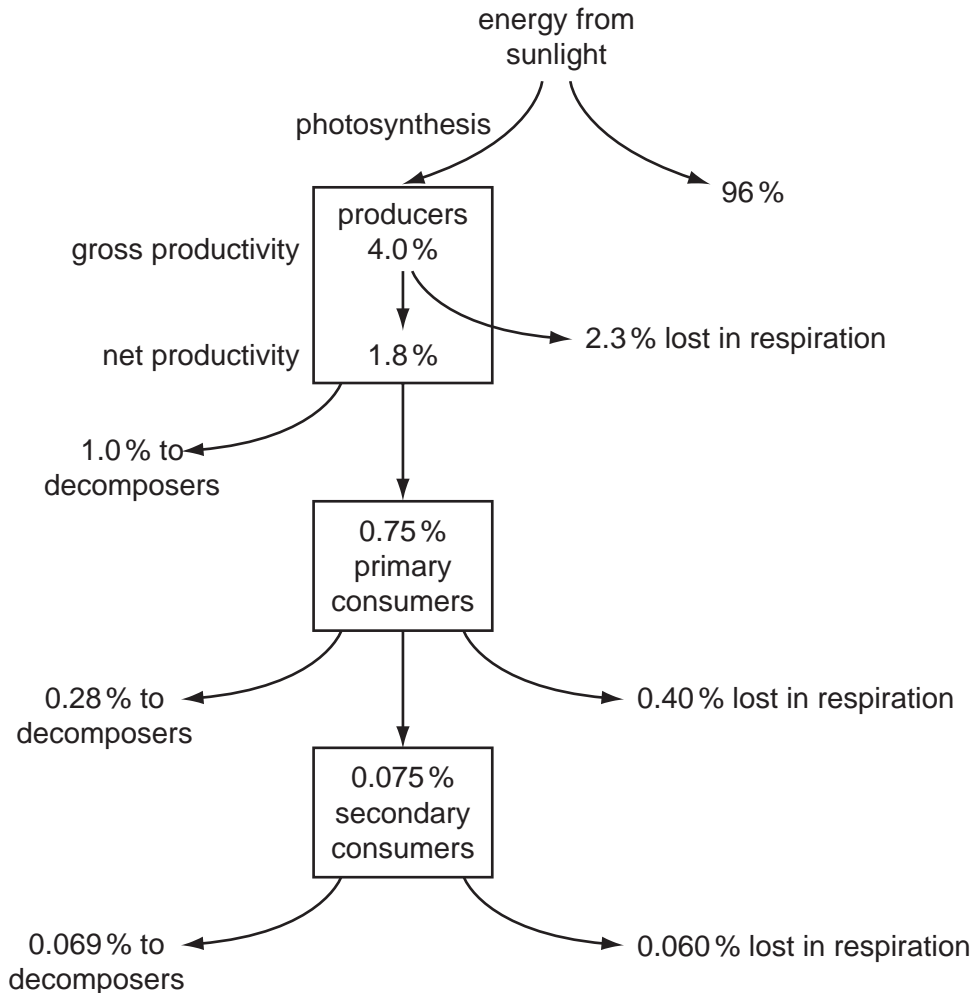 energy from
sunlight
photosynthesis
96 %
producers
gross productivity
4.0 %
2.3 % lost in respiration
net productivity
1.8 %
1.0 % to
decomposers
0.75 %
primary
consumers
0.28 % to
decomposers
0.40 % lost in respiration
0.075 %
secondary
consumers
0.069 % to
decomposers
0.060 % lost in respiration